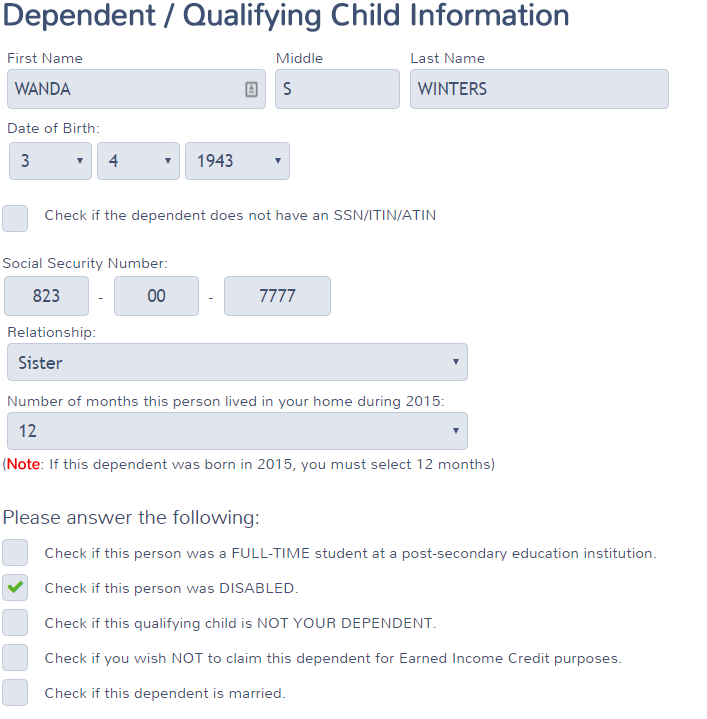 Dependent / Qualifying Child Information
First Name Middle Last Name
WANDA S WINTERS
Date of Birth:
3 4 1943
Check if the dependent does not have an SSN/ITIN/ATIN
Social Security Number:
823 - 00 - 7777
Relationship:
Sister
Number of months this person lived in your home during 2015:
12
(Note: If this dependent was born in 2015, you must select 12 months)
Please answer the following:
Check if this person was a FULL-TIME student at a post-secondary education institution.
Check if this person was DISABLED.
Check if this qualifying child is NOT YOUR DEPENDENT.
Check if you wish NOT to claim this dependent for Earned Income Credit purposes.
Check if this dependent is married.